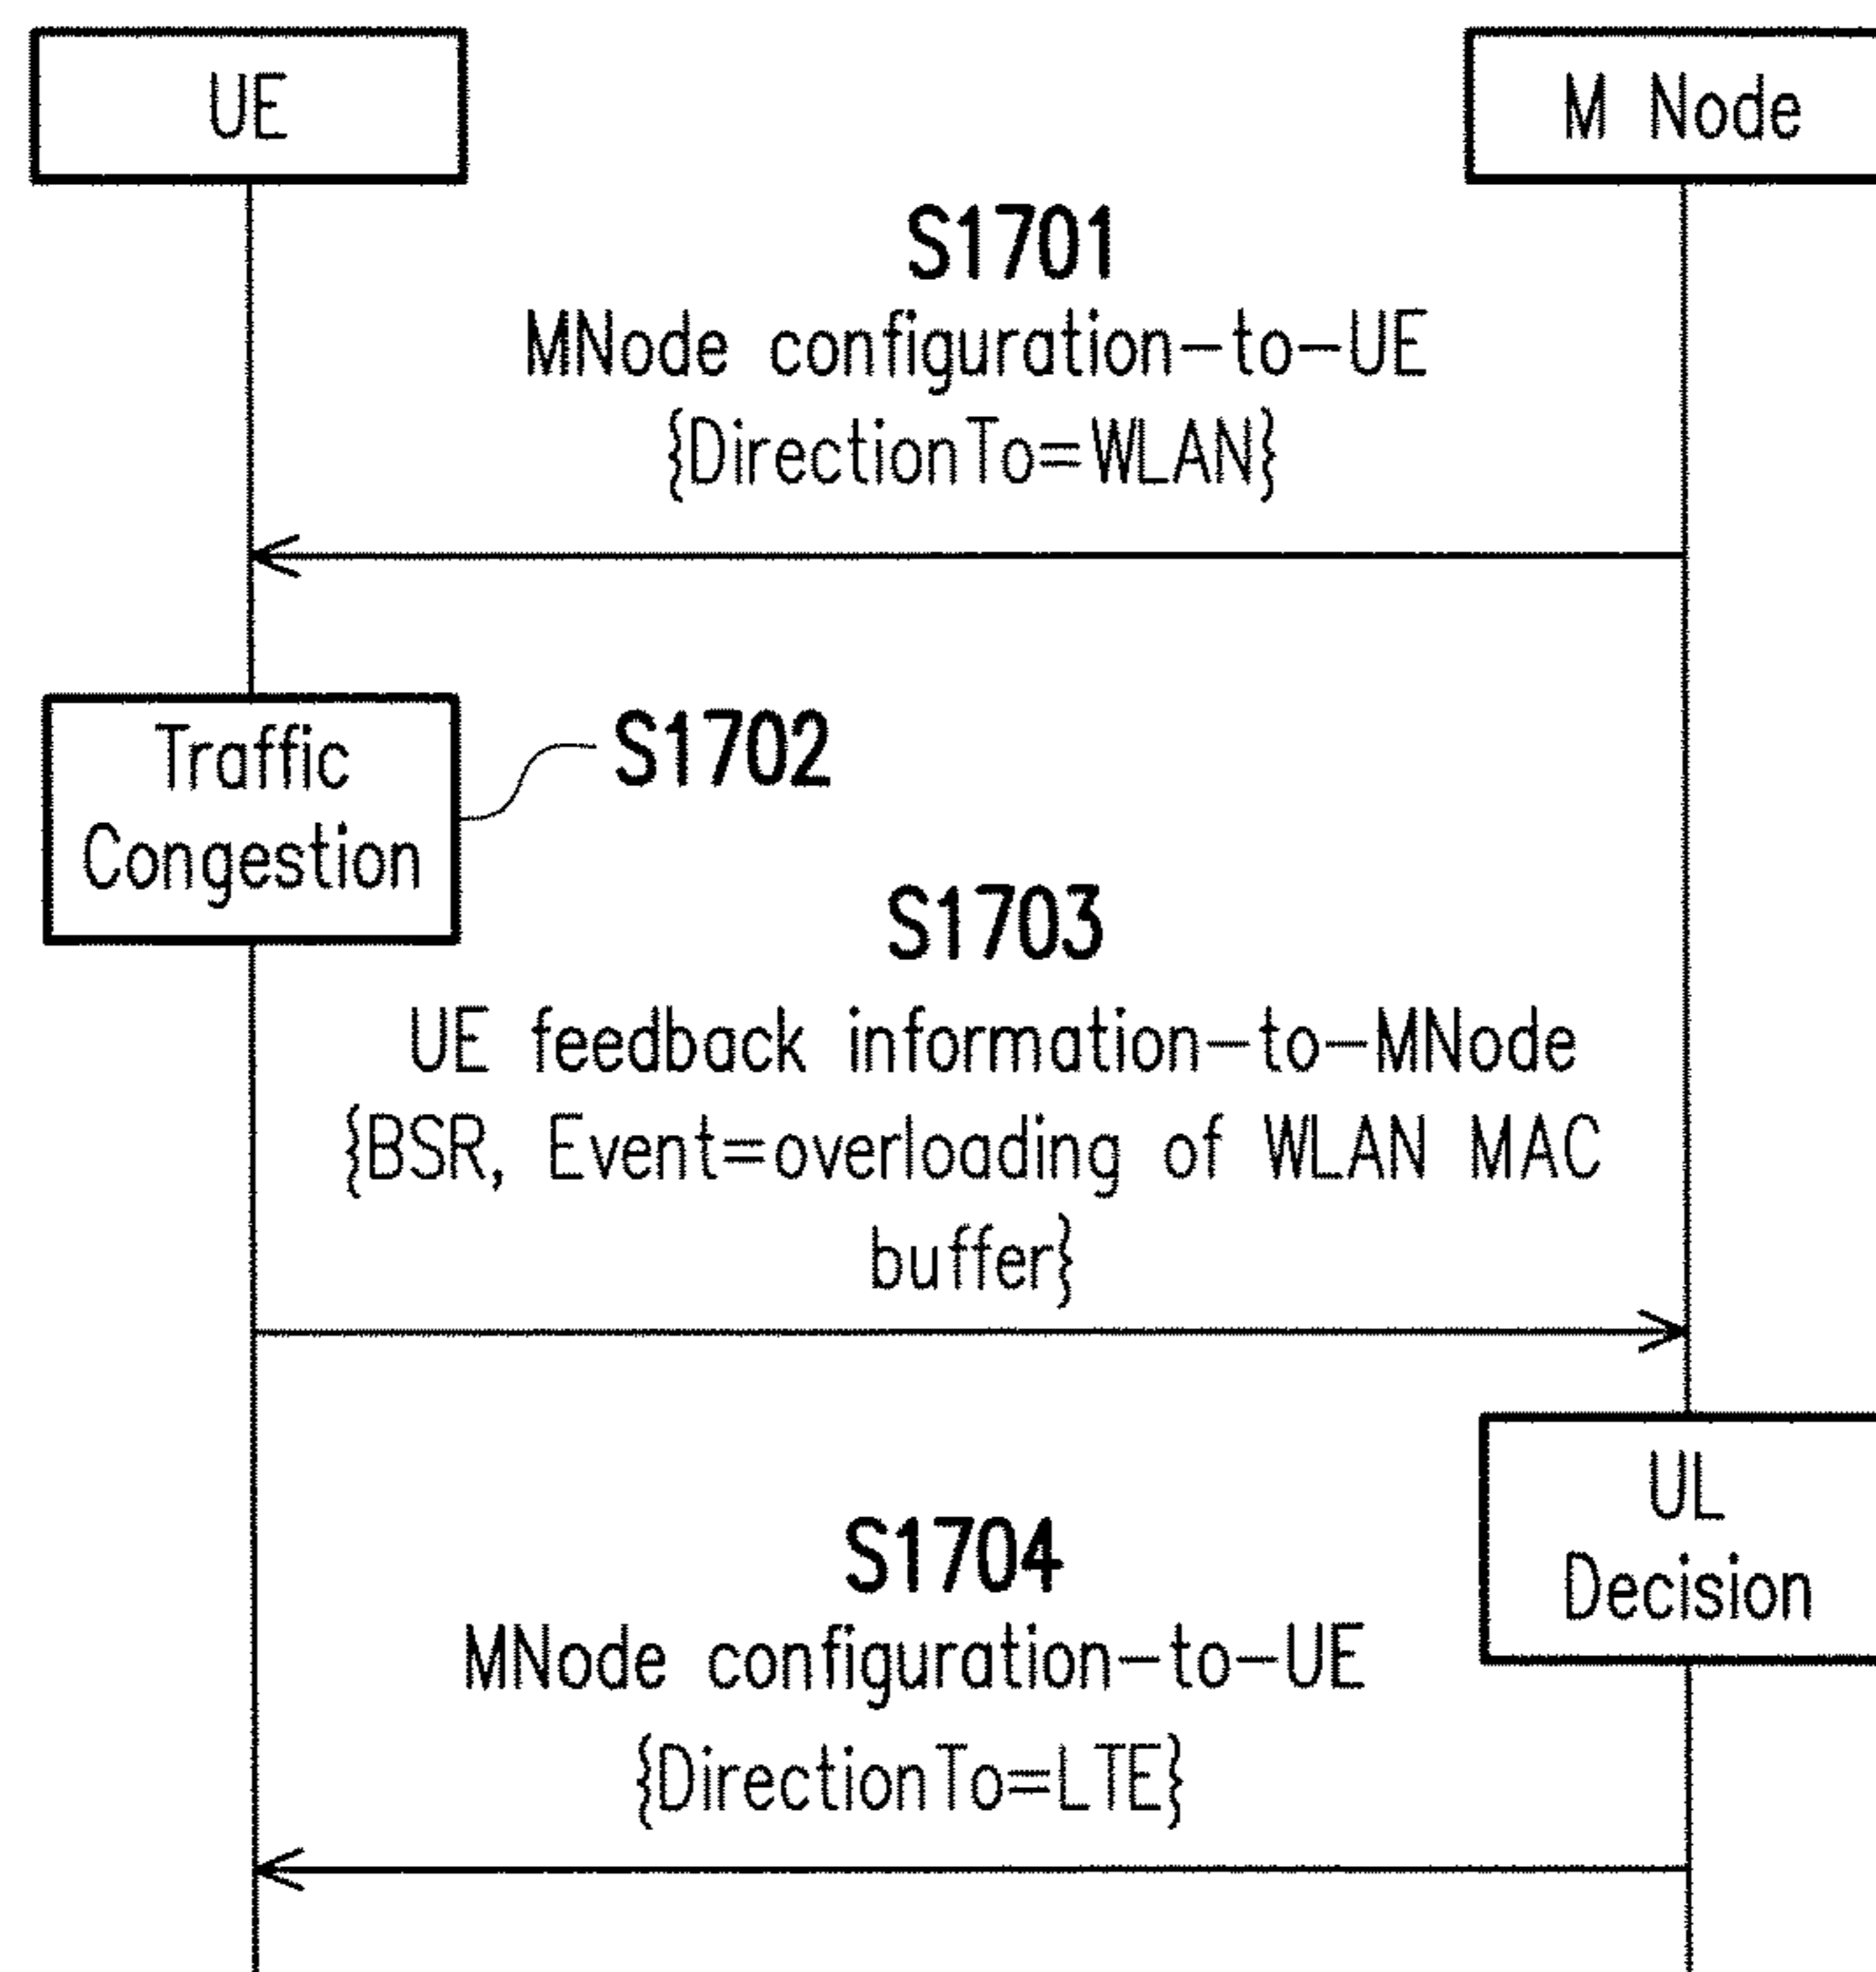 UE
M Node
S1701
MNode configuration-to-UE
{DirectionTo=WLAN}
Traffic
Congestion
S1702
S1703
UE feedback information-to-MNode
{BSR, Event=overloading of WLAN MAC
buffer}
UL
Decision
S1704
MNode configuration-to-UE
{DirectionTo=LTE}